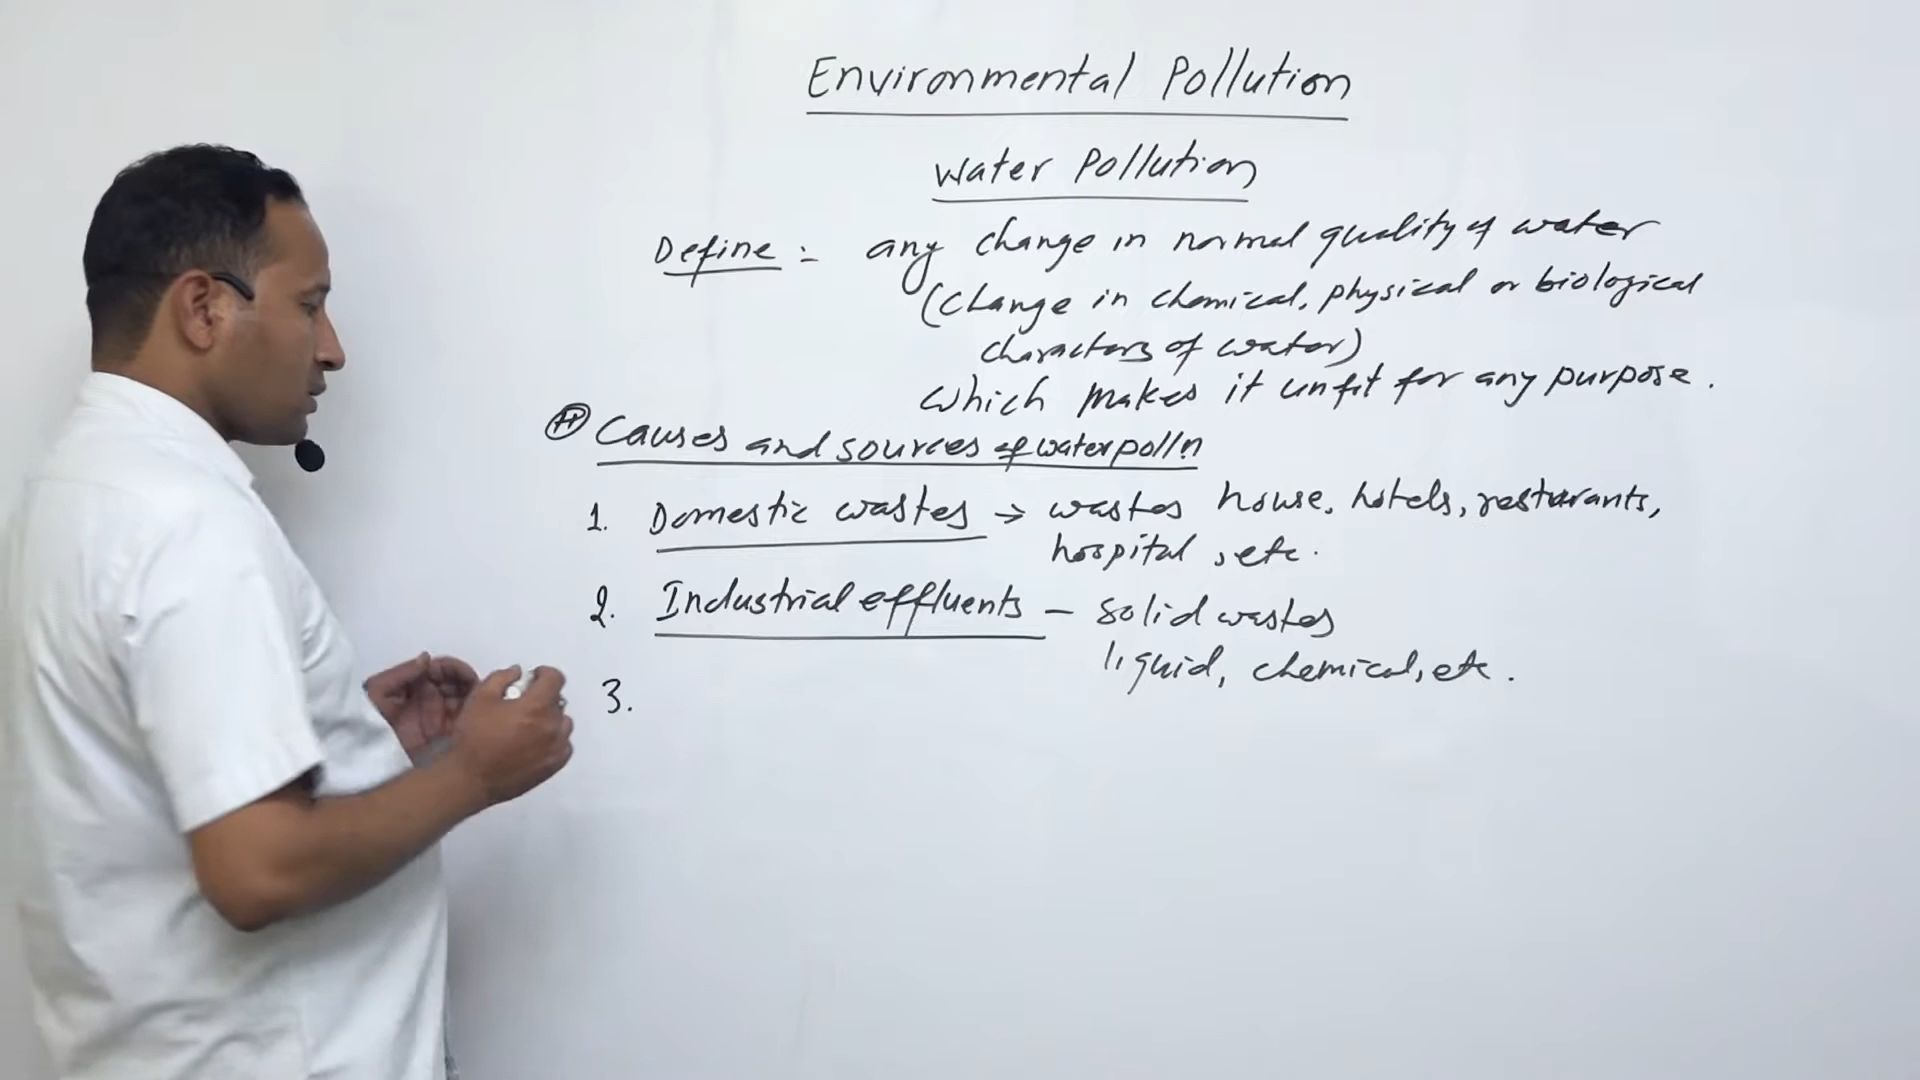 Environmental Pollution
Water Pollution
Define :- any change in normal quality of water
(change in chemical, physical or biological
characters of water)
which makes it unfit for any purpose.
# Causes and sources of water polln
1. Domestic wastes → wastes house, hotels, restaurants,
hospital, etc.
2. Industrial effluents – solid wastes
liquid, chemical, etc.
3.